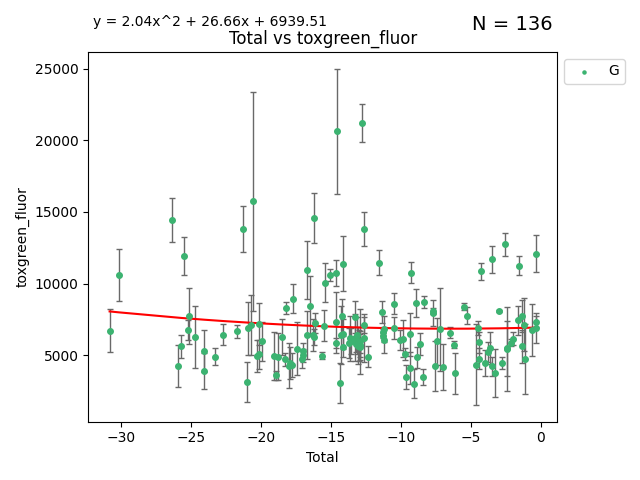 y = 2.04x^2 + 26.66x + 6939.51
N = 136
Total vs toxgreen_fluor
G
25000
20000
15000
10000
5000
toxgreen_fluor
−30 −25 −20 −15 −10 −5 0
Total